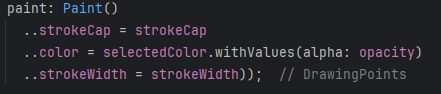 paint: Paint()
..strokeCap = strokeCap
..color = selectedColor.withValues(alpha: opacity)
..strokeWidth = strokeWidth)); // DrawingPoints